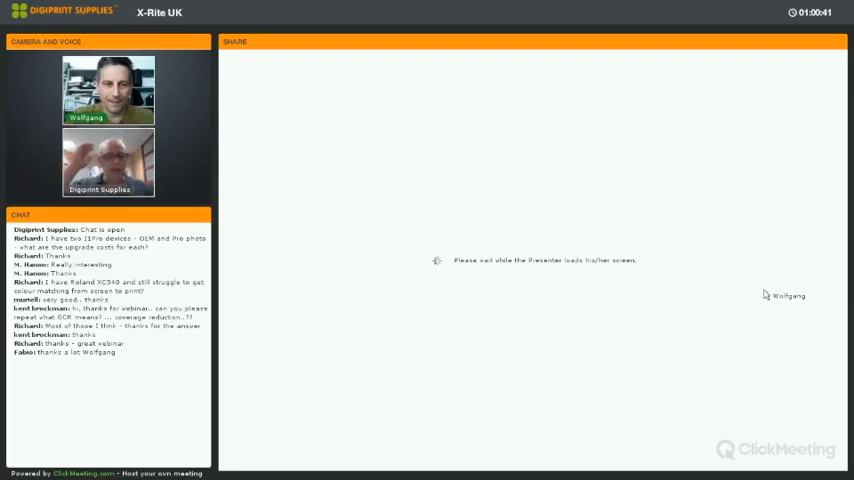 DIGIPRINT SUPPLIES™
X-Rite UK
01:00:41
CAMERA AND VOICE
Wolfgang
Digiprint Supplies
CHAT
Digiprint Supplies: Chat is open
Richard: I have two I1Pro devices - OEM and Pro photo
- what are the upgrade costs for each?
Richard: Thanks
M. Hanon: Really interesting
M. Hanon: Thanks
Richard: I have Roland XC540 and still struggle to get
colour matching from screen to print?
muriell: very good.. thanks
kent brockman: hi, thanks for webinar.. can you please
repeat what GCR means? ... coverage reduction..??
Richard: Most of those I think - thanks for the answer
kent brockman: thanks
Richard: thanks - great webinar
Fabio: thanks a lot Wolfgang
Powered by ClickMeeting.com - Host your own meeting
SHARE
Please wait while the Presenter loads his/her screen.
Wolfgang
ClickMeeting